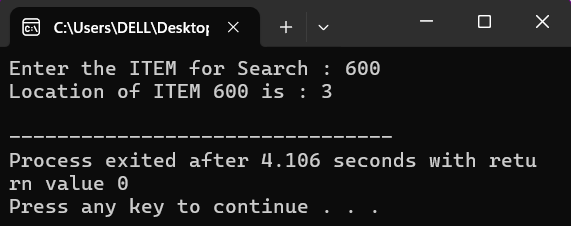 C:\Users\DELL\Desktop
Enter the ITEM for Search : 600
Location of ITEM 600 is : 3
--------------------------------
Process exited after 4.106 seconds with retu
rn value 0
Press any key to continue . . .